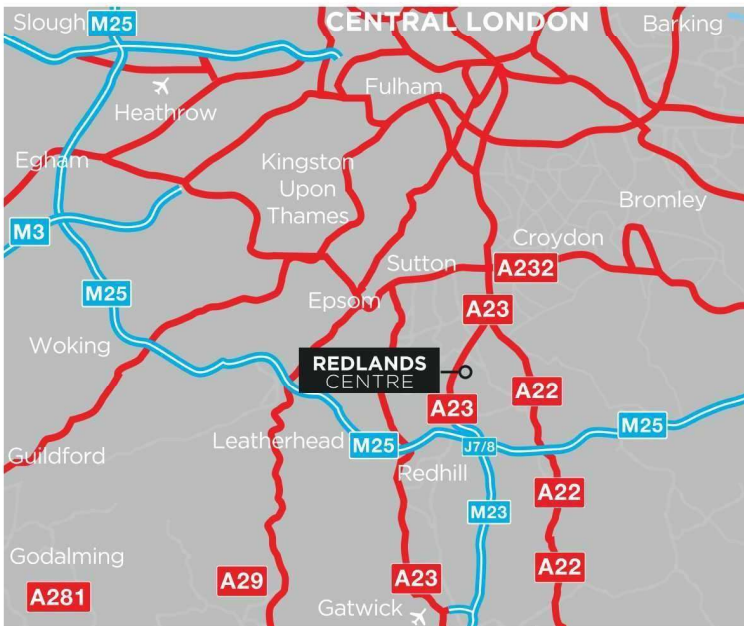 Slough
M25
CENTRAL LONDON
Barking
Heathrow
Fulham
Egham
Kingston
Upon
Thames
Bromley
M3
Croydon
Sutton
A232
M25
Epsom
A23
Woking
REDLANDS
CENTRE
A22
A23
M25
Leatherhead
M25
J7/8
Guildford
Redhill
A22
M23
Godalming
A22
A29
A23
A281
Gatwick